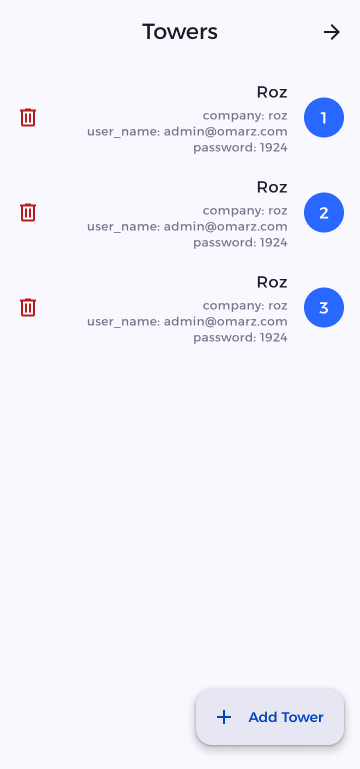 Towers
Roz
company: roz
user_name: admin@omarz.com
password: 1924
1
Roz
company: roz
user_name: admin@omarz.com
password: 1924
2
Roz
company: roz
user_name: admin@omarz.com
password: 1924
3
Add Tower